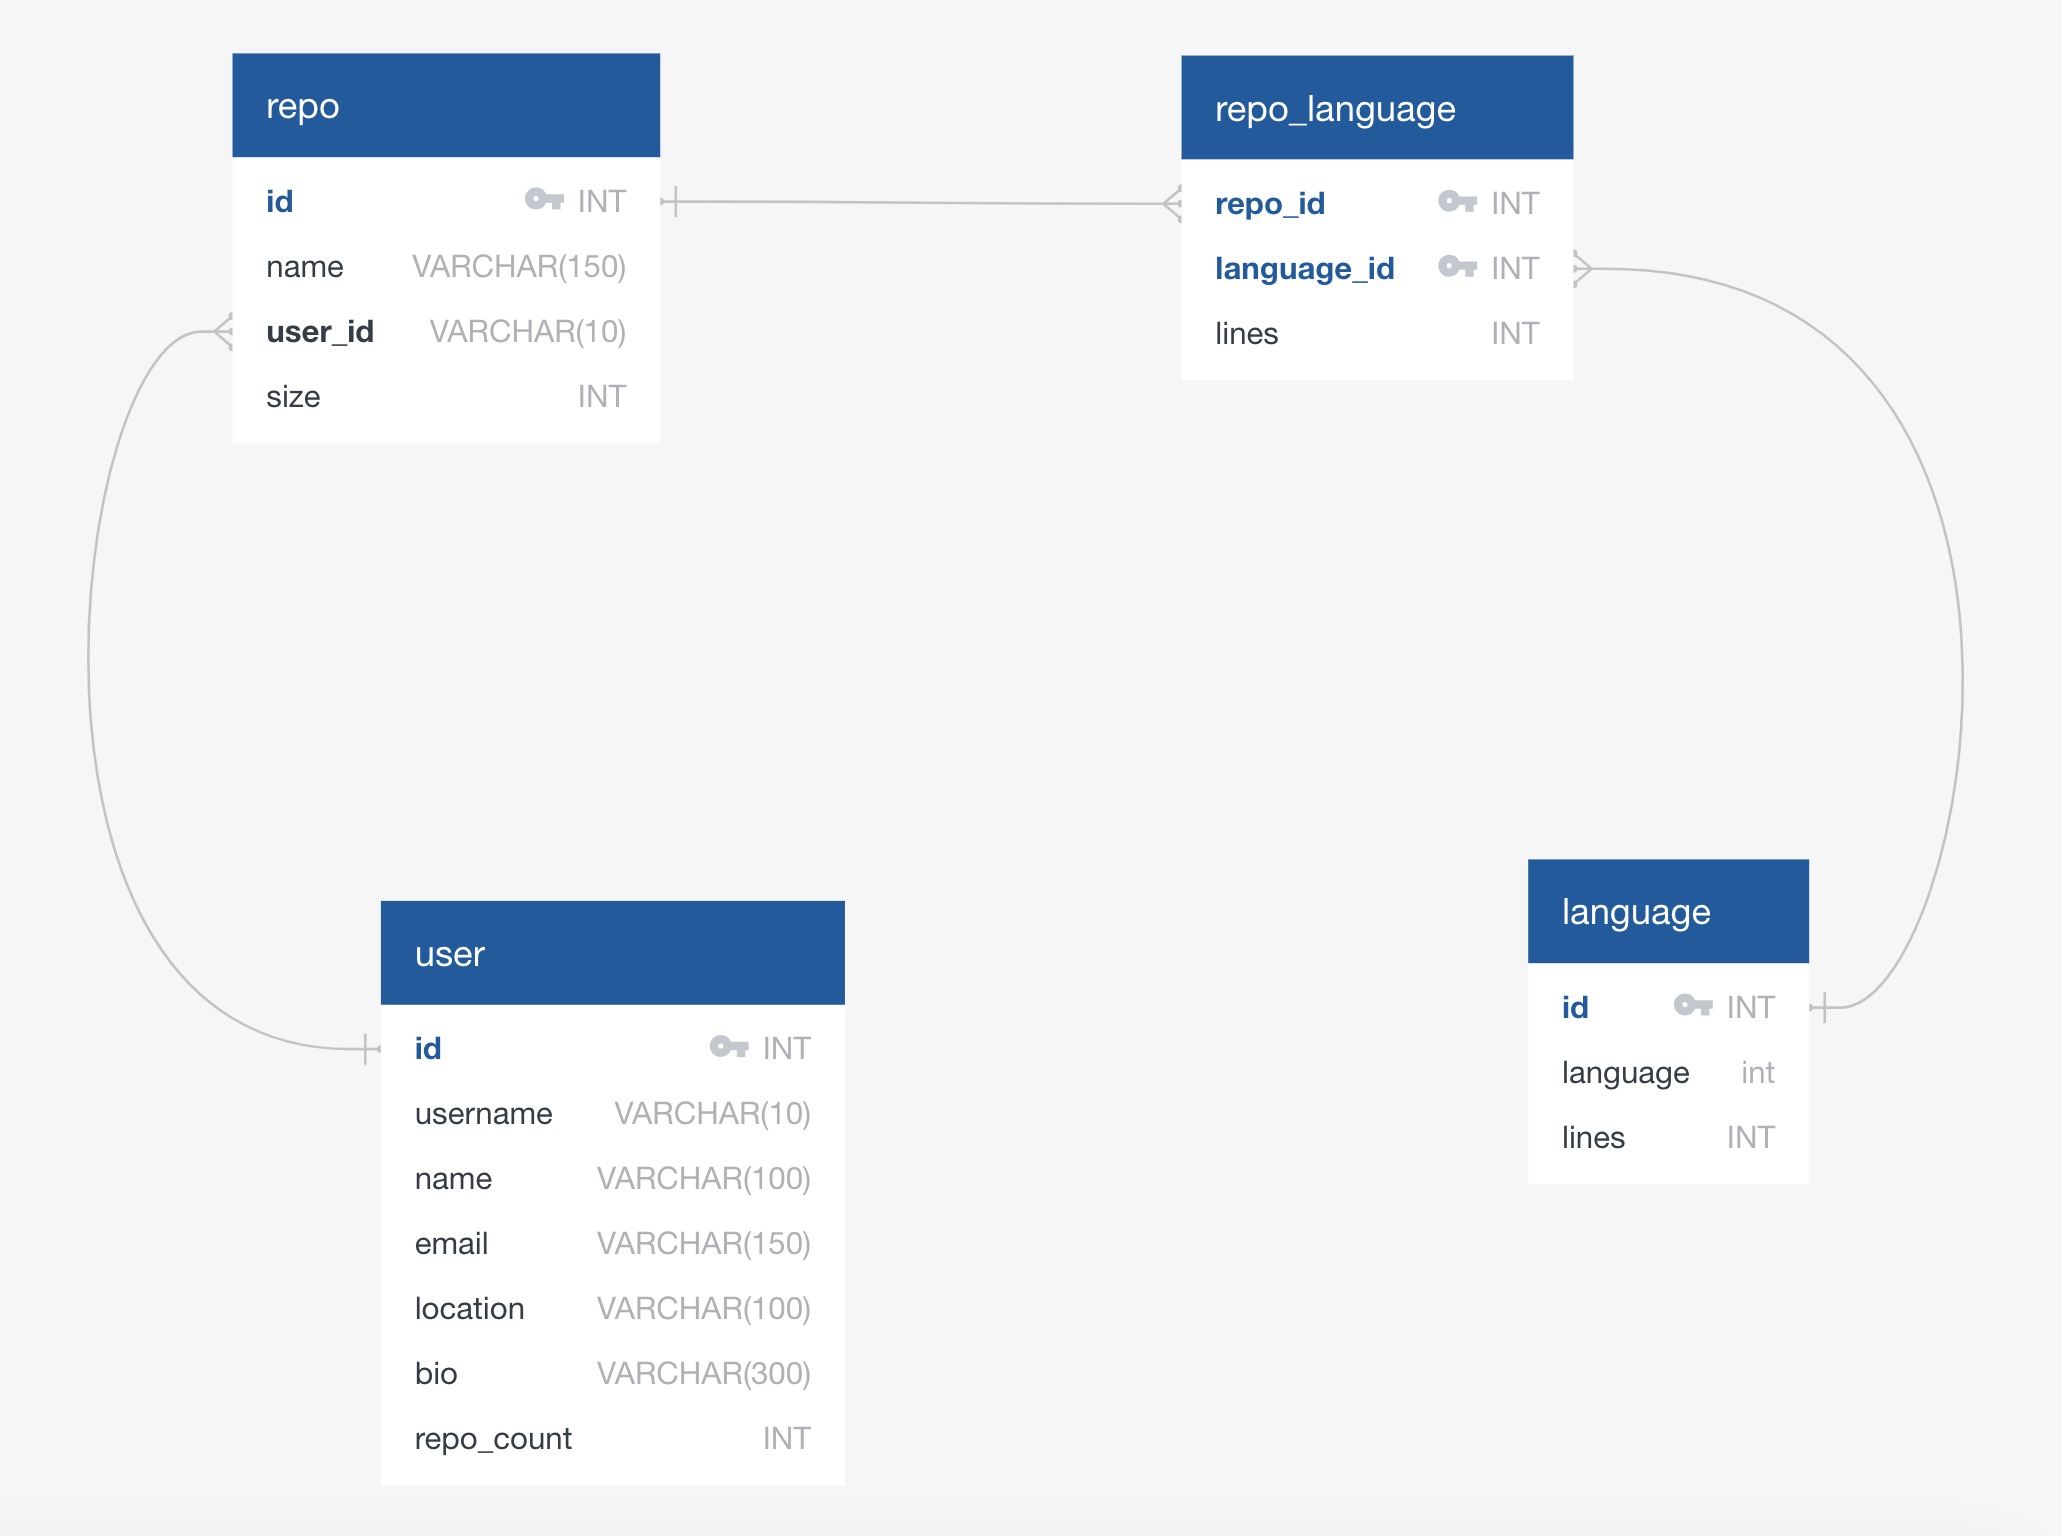 repo
id INT
name VARCHAR(150)
user_id VARCHAR(10)
size INT
repo_language
repo_id INT
language_id INT
lines INT
user
id INT
username VARCHAR(10)
name VARCHAR(100)
email VARCHAR(150)
location VARCHAR(100)
bio VARCHAR(300)
repo_count INT
language
id INT
language int
lines INT